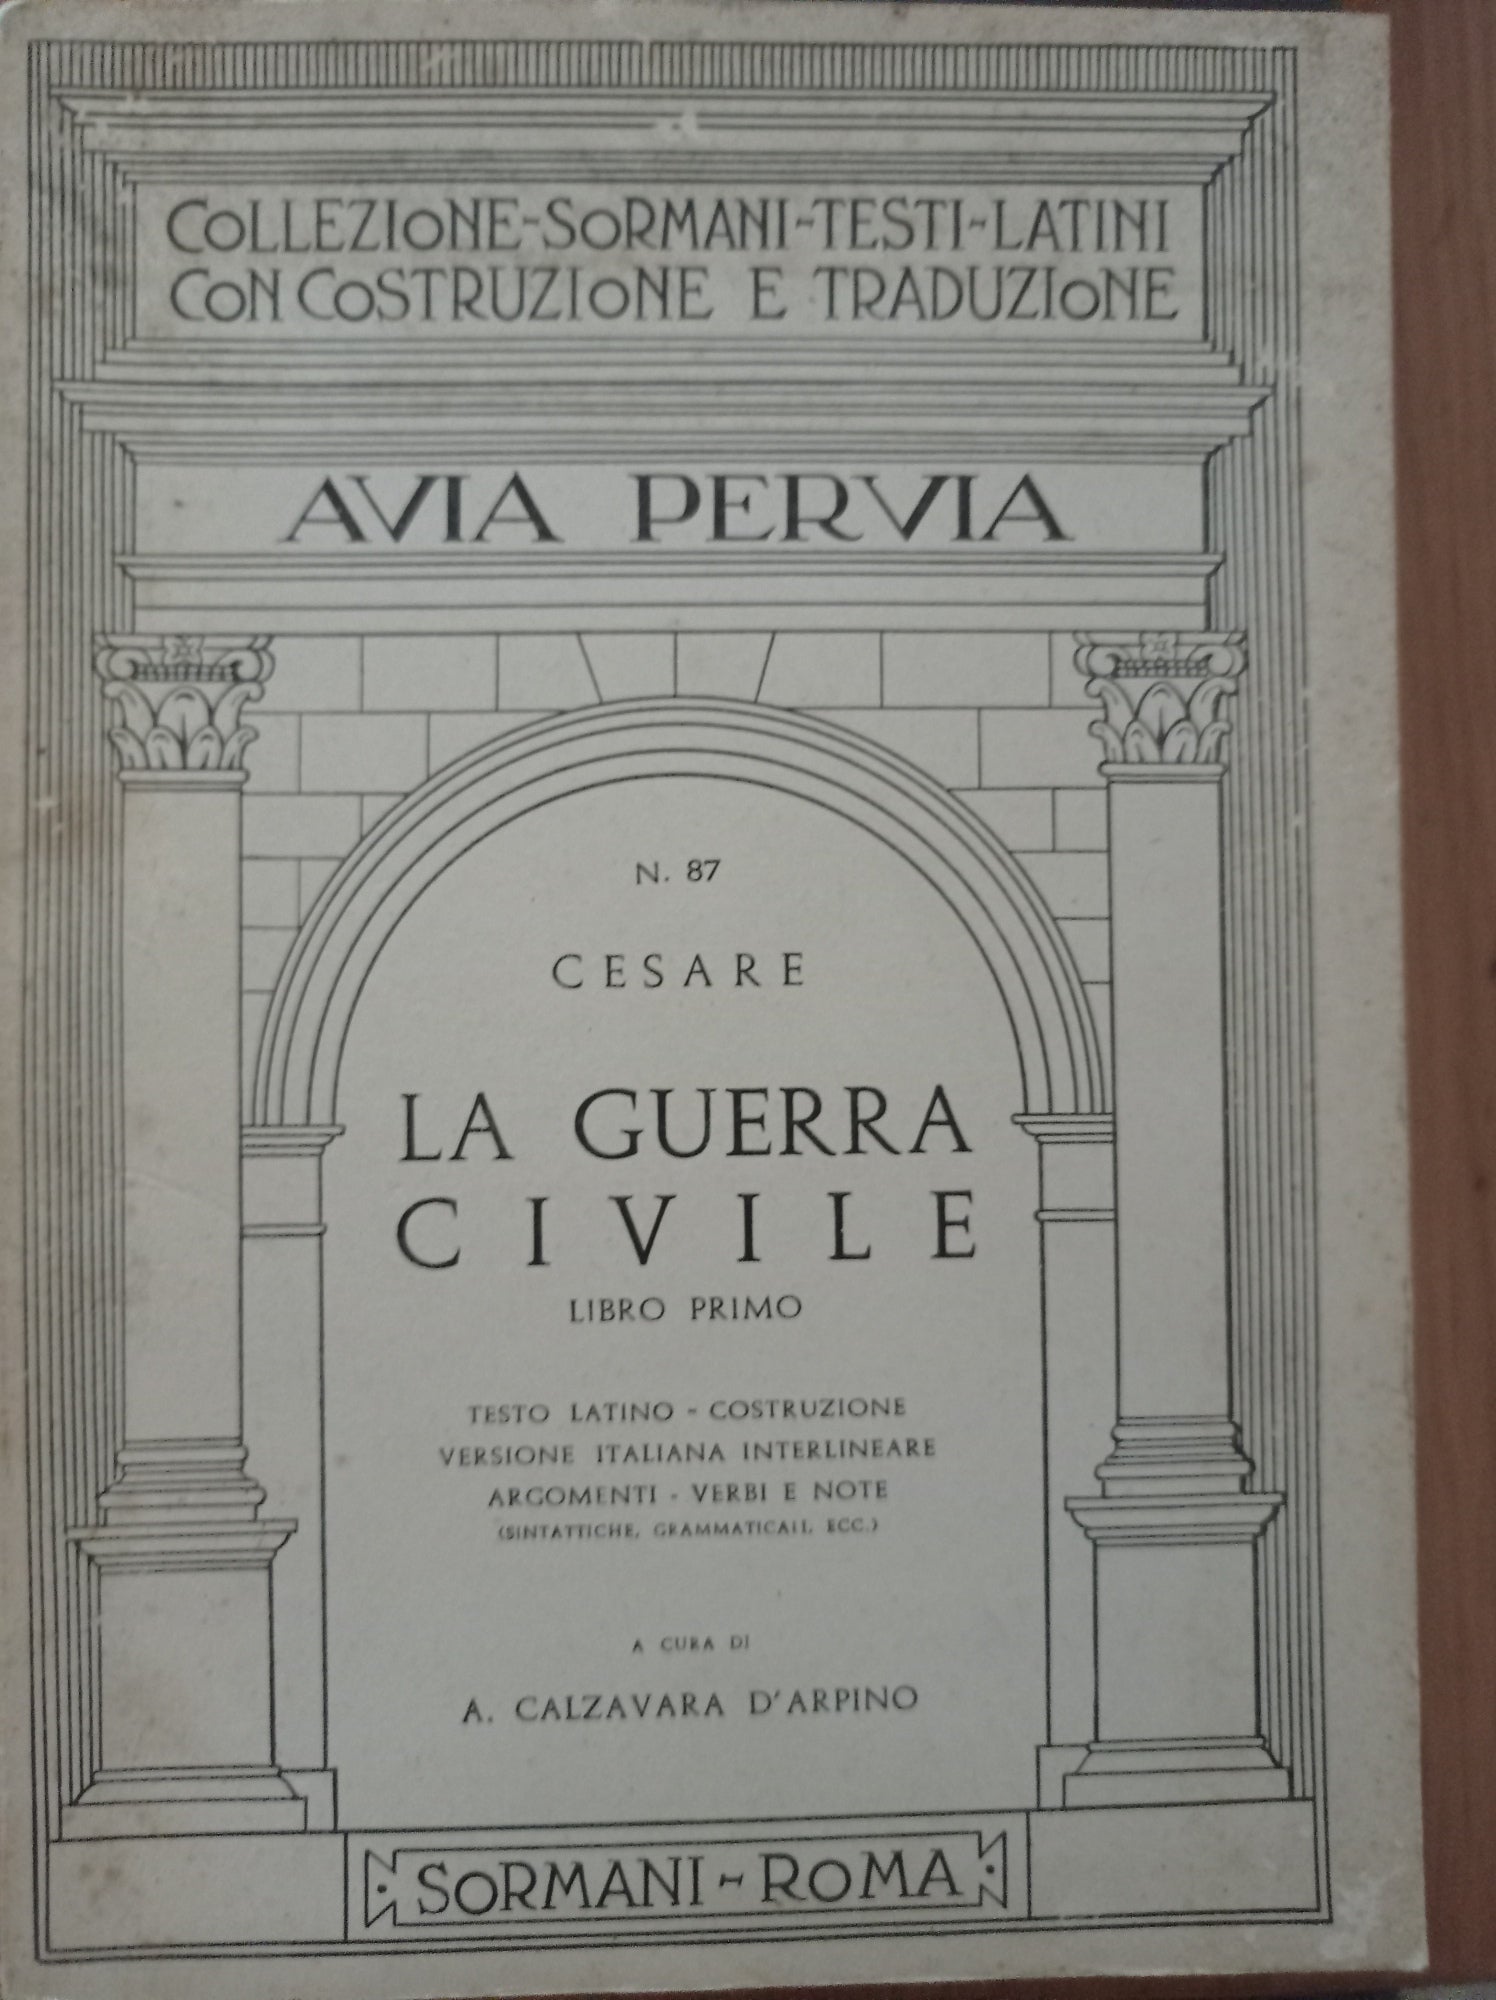 COLLEZIONE-SORMANI-TESTI-LATINI
CON COSTRUZIONE E TRADUZIONE
AVIA PERVIA
N. 87
CESARE
LA GUERRA
CIVILE
LIBRO PRIMO
TESTO LATINO - COSTRUZIONE
VERSIONE ITALIANA INTERLINEARE
ARGOMENTI - VERBI E NOTE
(SINTATTICHE, GRAMMATICALI, ECC.)
A CURA DI
A. CALZAVARA D'ARPINO
SORMANI - ROMA